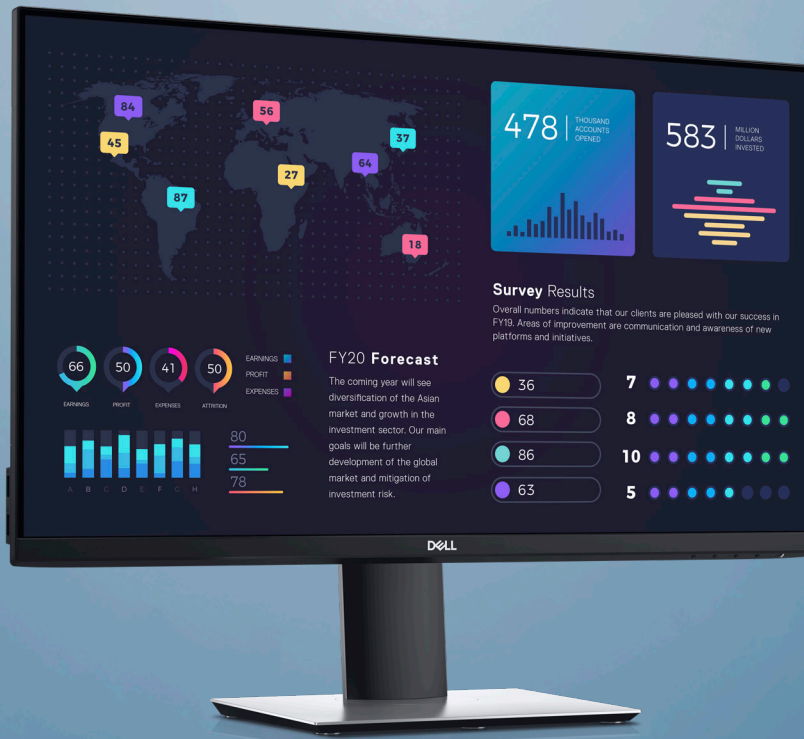 84
56
37
45
64
27
87
18
478
THOUSAND
ACCOUNTS
OPENED
583
MILLION
DOLLARS
INVESTED
Survey Results
Overall numbers indicate that our clients are pleased with our success in
FY19. Areas of improvement are communication and awareness of new
platforms and initiatives.
66
50
41
50
EARNINGS
PROFIT
EXPENSES
ATTRITION
EARNINGS
PROFIT
EXPENSES
FY20 Forecast
The coming year will see
diversification of the Asian
market and growth in the
investment sector. Our main
goals will be further
development of the global
market and mitigation of
investment risk.
80
65
78
A B C D E F G H
36
68
86
63
7
8
10
5
DELL